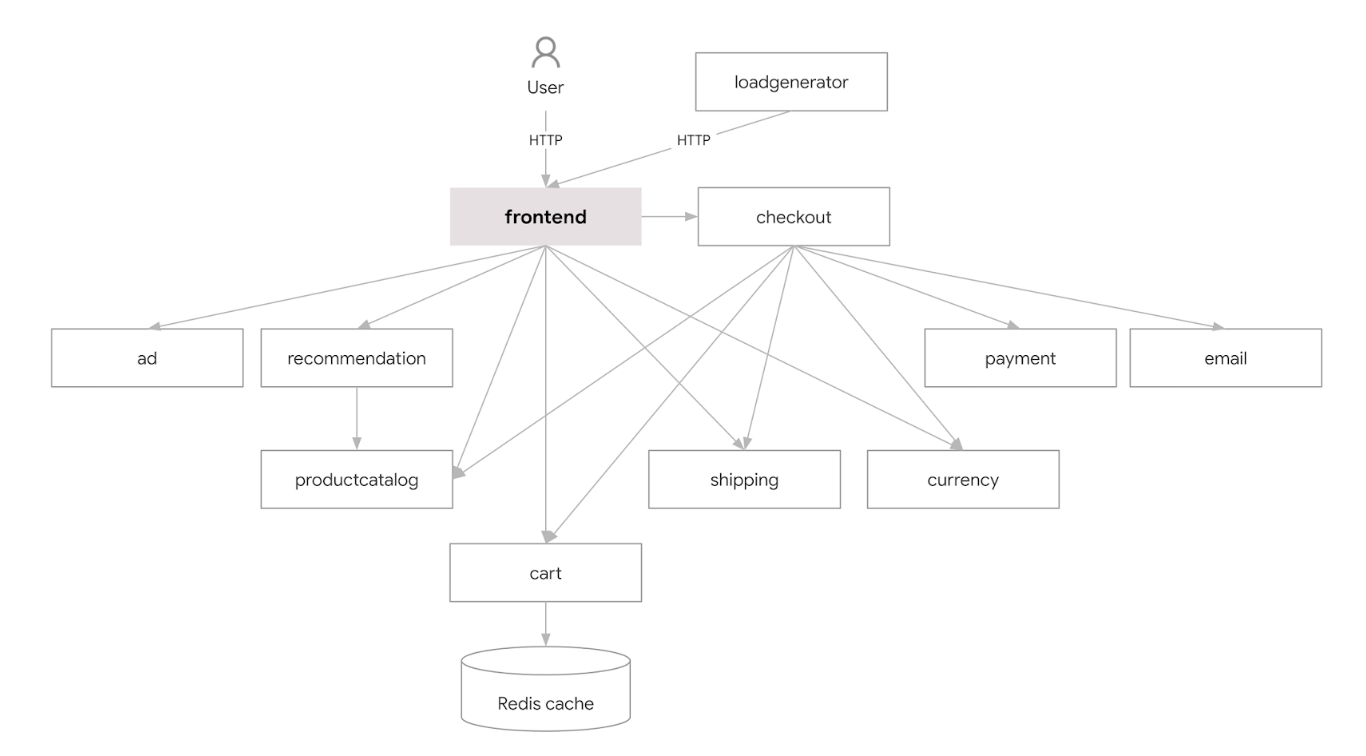 User
loadgenerator
HTTP
HTTP
frontend
checkout
ad
recommendation
payment
email
productcatalog
shipping
currency
cart
Redis cache